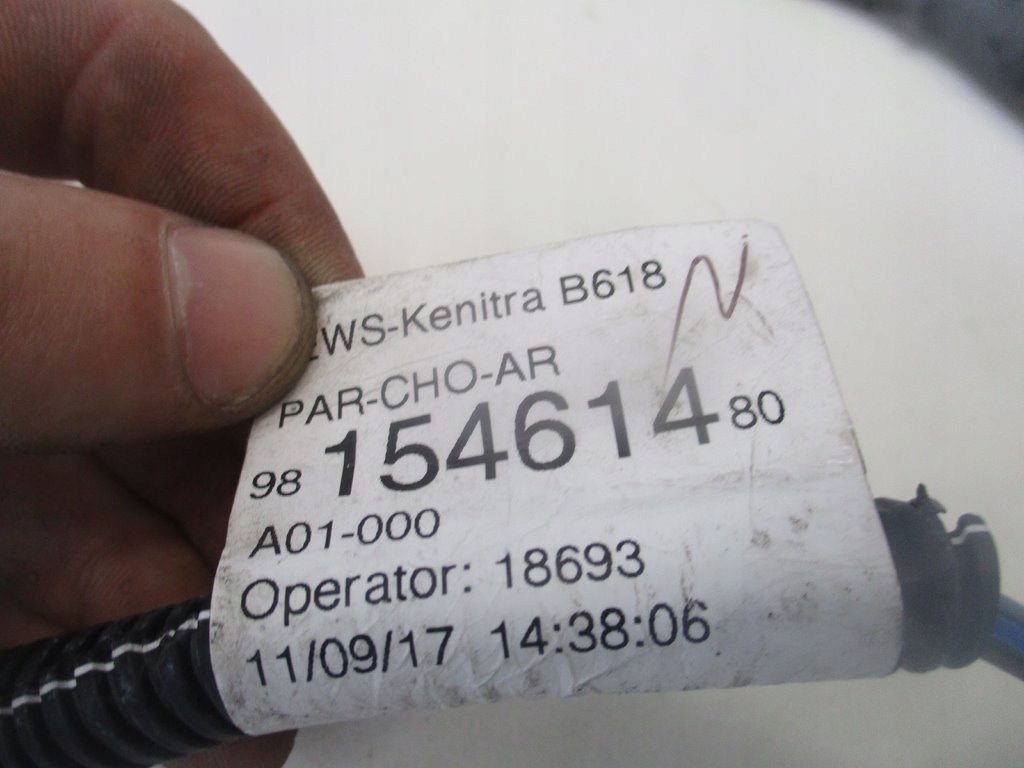 EWS-Kenitra B618
PAR-CHO-AR
98 154614 80
A01-000
Operator: 18693
11/09/17 14:38:06